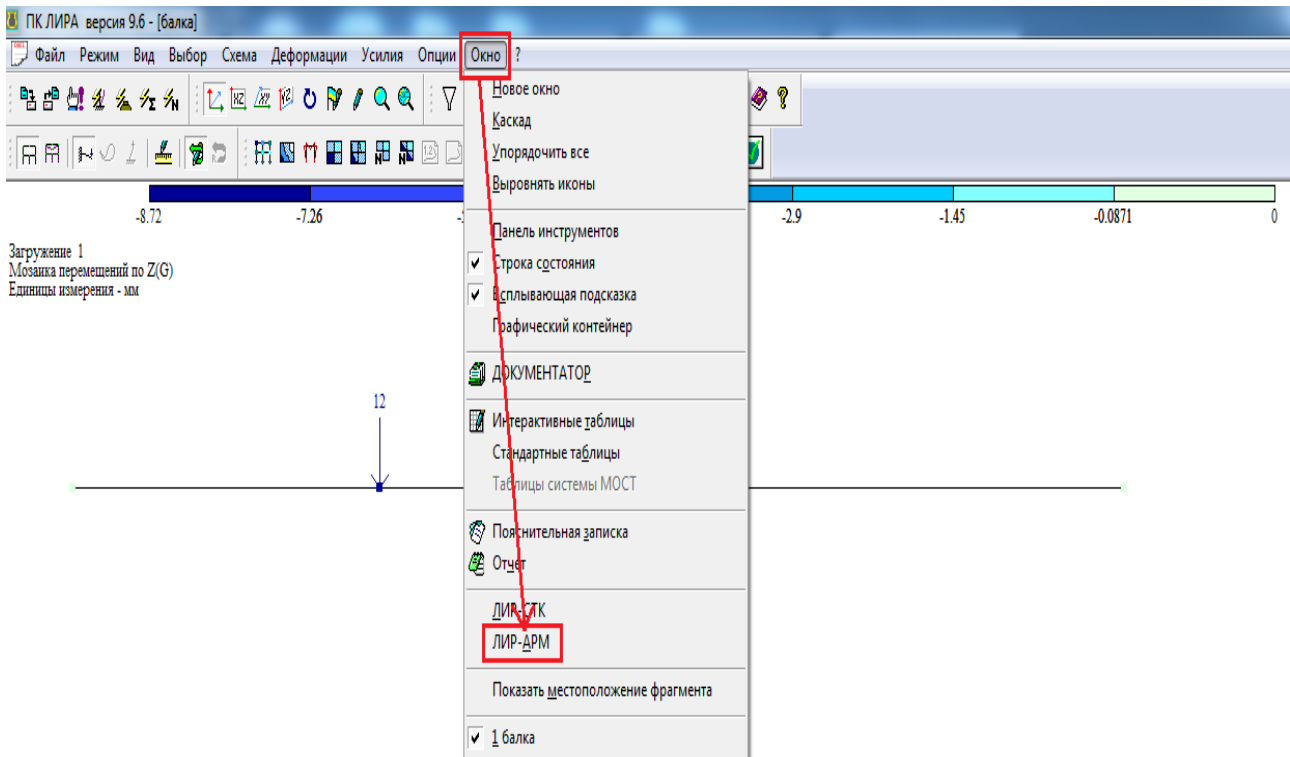 ПК ЛИРА версия 9.6 - [балка]
Файл Режим Вид Выбор Схема Деформации Усилия Опции Окно ?
Новое окно
Каскад
Упорядочить все
Выровнять иконы
-8.72 -7.26 -2.9 -1.45 -0.0871 0
Загружение 1
Мозаика перемещений по Z(G)
Единицы измерения - мм
Панель инструментов
Строка состояния
Всплывающая подсказка
Графический контейнер
ДОКУМЕНТАТОР
12
Интерактивные таблицы
Стандартные таблицы
Таблицы системы МОСТ
Пояснительная записка
Отчет
ЛИР-СТК
ЛИР-АРМ
Показать местоположение фрагмента
1 балка